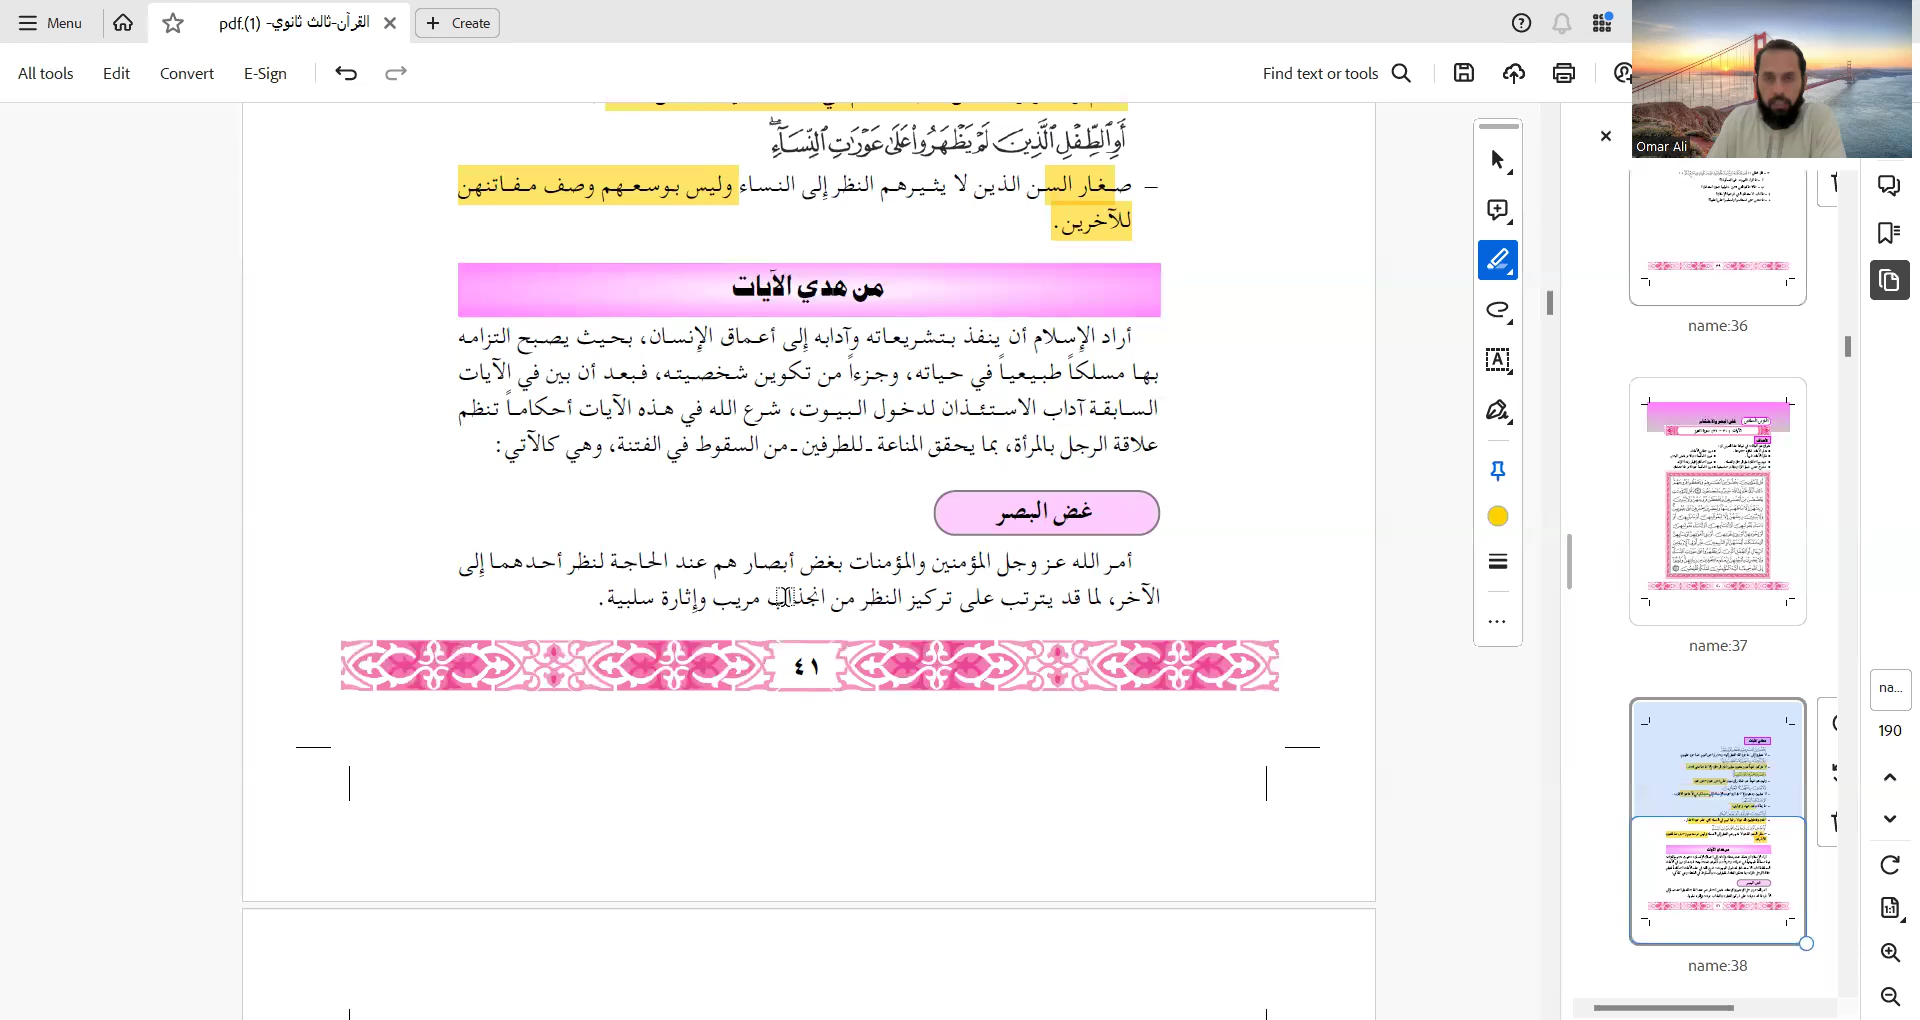 Menu
القرآن-ثالث ثانوي- (1).pdf
Create
All tools
Edit
Convert
E-Sign
Find text or tools
Omar Ali
أَوِ ٱلطِّفۡلِ ٱلَّذِينَ لَمۡ يَظۡهَرُواْ عَلَىٰ عَوۡرَٰتِ ٱلنِّسَآءِۖ
– صغار السن الذين لا يثيرهم النظر إلى النساء وليس بوسعهم وصف مفاتنهن
للآخرين.
من هدي الآيات
أراد الإسلام أن ينفذ بتشريعاته وآدابه إلى أعماق الإنسان، بحيث يصبح التزامه
بها مسلكاً طبيعياً في حياته، وجزءاً من تكوين شخصيته، فبعد أن بين في الآيات
السابقة آداب الاستئذان لدخول البيوت، شرع الله في هذه الآيات أحكاماً تنظم
علاقة الرجل بالمرأة، بما يحقق المناعة ـ للطرفين ـ من السقوط في الفتنة، وهي كالآتي:
غض البصر
أمر الله عز وجل المؤمنين والمؤمنات بغض أبصار هم عند الحاجة لنظر أحدهما إلى
الآخر، لما قد يترتب على تركيز النظر من انجذاب مريب وإثارة سلبية.
٤١
name:36
name:37
name:38
na...
190